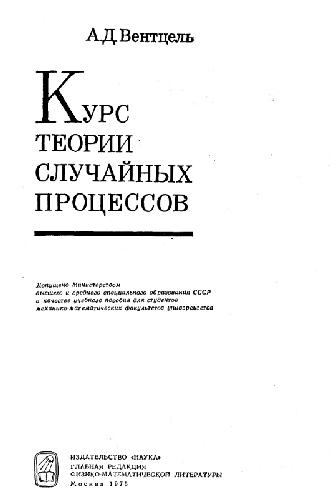 А.Д. Вентцель
Курс
ТЕОРИИ
СЛУЧАЙНЫХ
ПРОЦЕССОВ
Допущено Министерством
высшего и среднего специального образования СССР
в качестве учебного пособия для студентов
механико-математических факультетов университетов
ИЗДАТЕЛЬСТВО «НАУКА»
ГЛАВНАЯ РЕДАКЦИЯ
ФИЗИКО-МАТЕМАТИЧЕСКОЙ ЛИТЕРАТУРЫ
Москва 1975